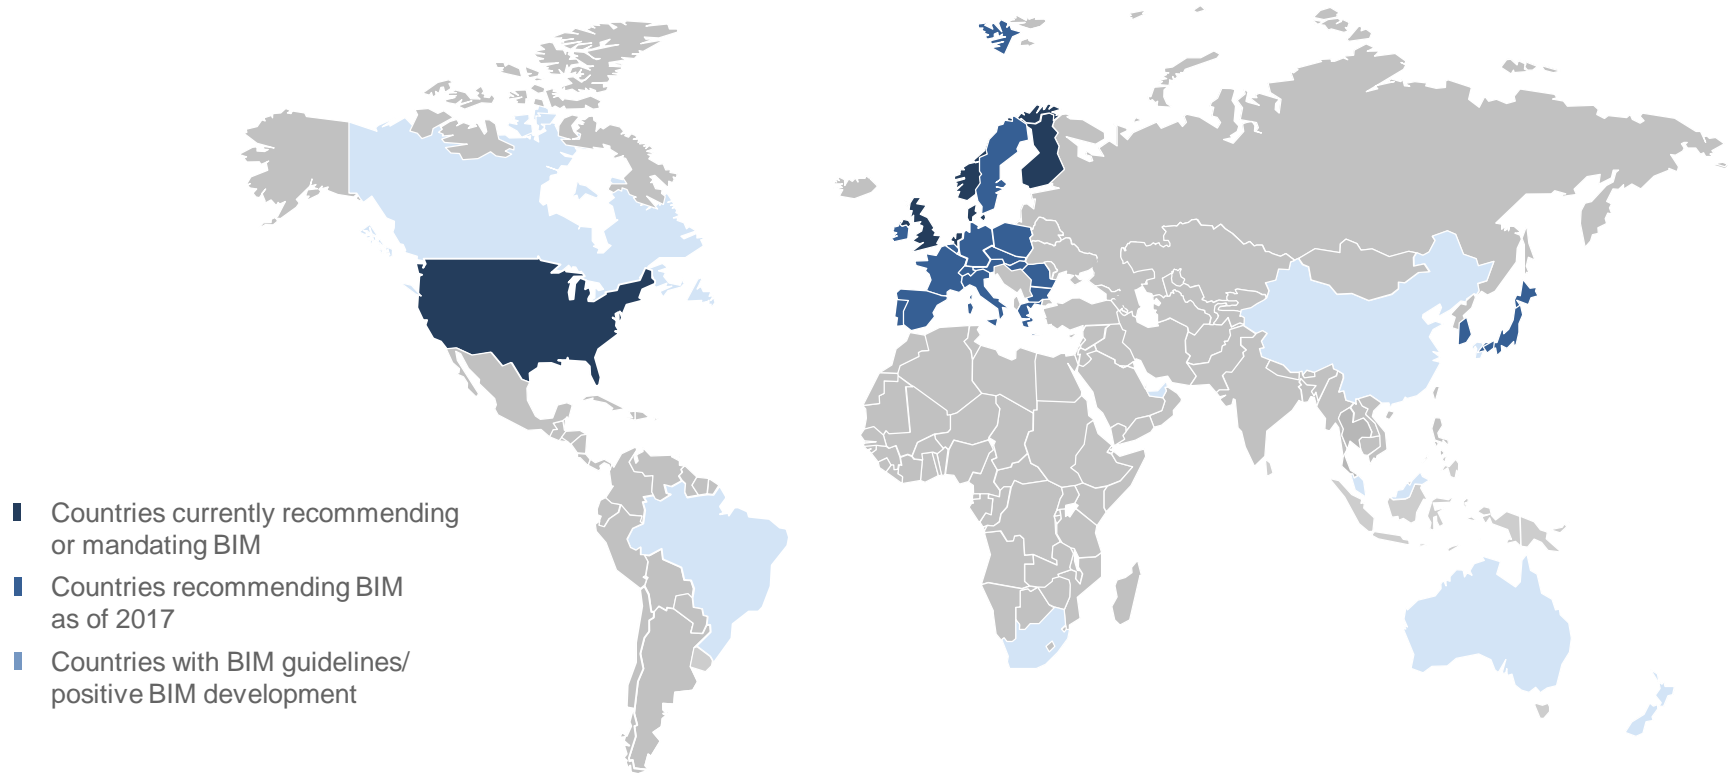 Countries currently recommending
or mandating BIM
Countries recommending BIM
as of 2017
Countries with BIM guidelines/
positive BIM development